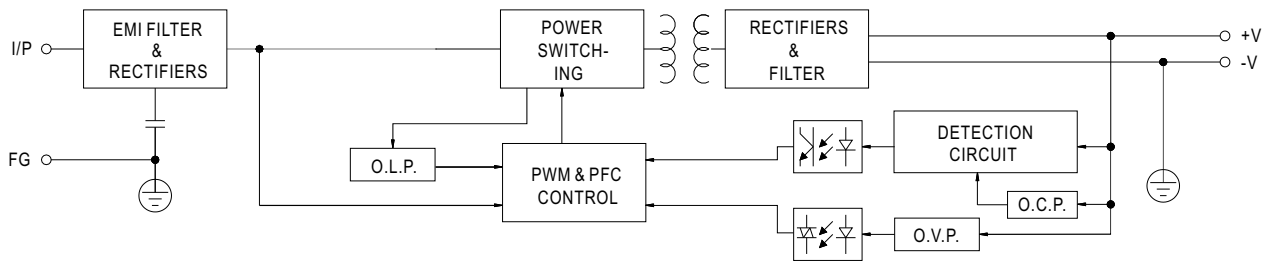 I/P
EMI FILTER
&
RECTIFIERS
POWER
SWITCH-
ING
RECTIFIERS
&
FILTER
+V
-V
FG
O.L.P.
PWM & PFC
CONTROL
DETECTION
CIRCUIT
O.C.P.
O.V.P.